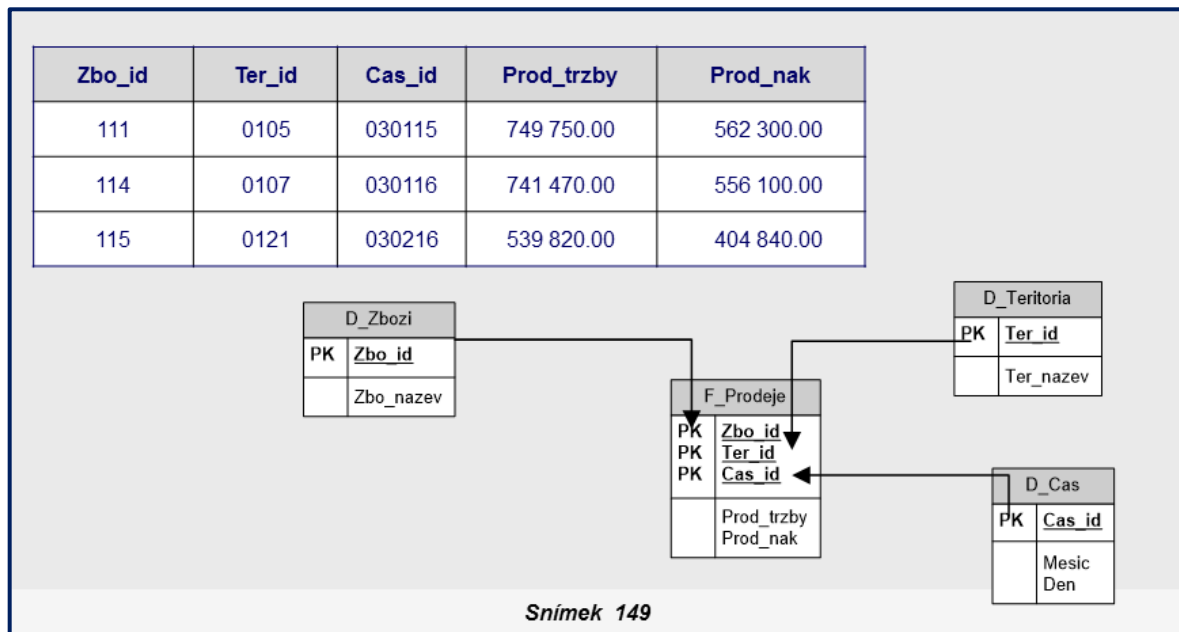 Zbo_id Ter_id Cas_id Prod_trzby Prod_nak
111 0105 030115 749 750.00 562 300.00
114 0107 030116 741 470.00 556 100.00
115 0121 030216 539 820.00 404 840.00
D_Zbozi
PK Zbo_id
Zbo_nazev
D_Teritoria
PK Ter_id
Ter_nazev
F_Prodeje
PK Zbo_id
PK Ter_id
PK Cas_id
Prod_trzby
Prod_nak
D_Cas
PK Cas_id
Mesic
Den
Snímek 149